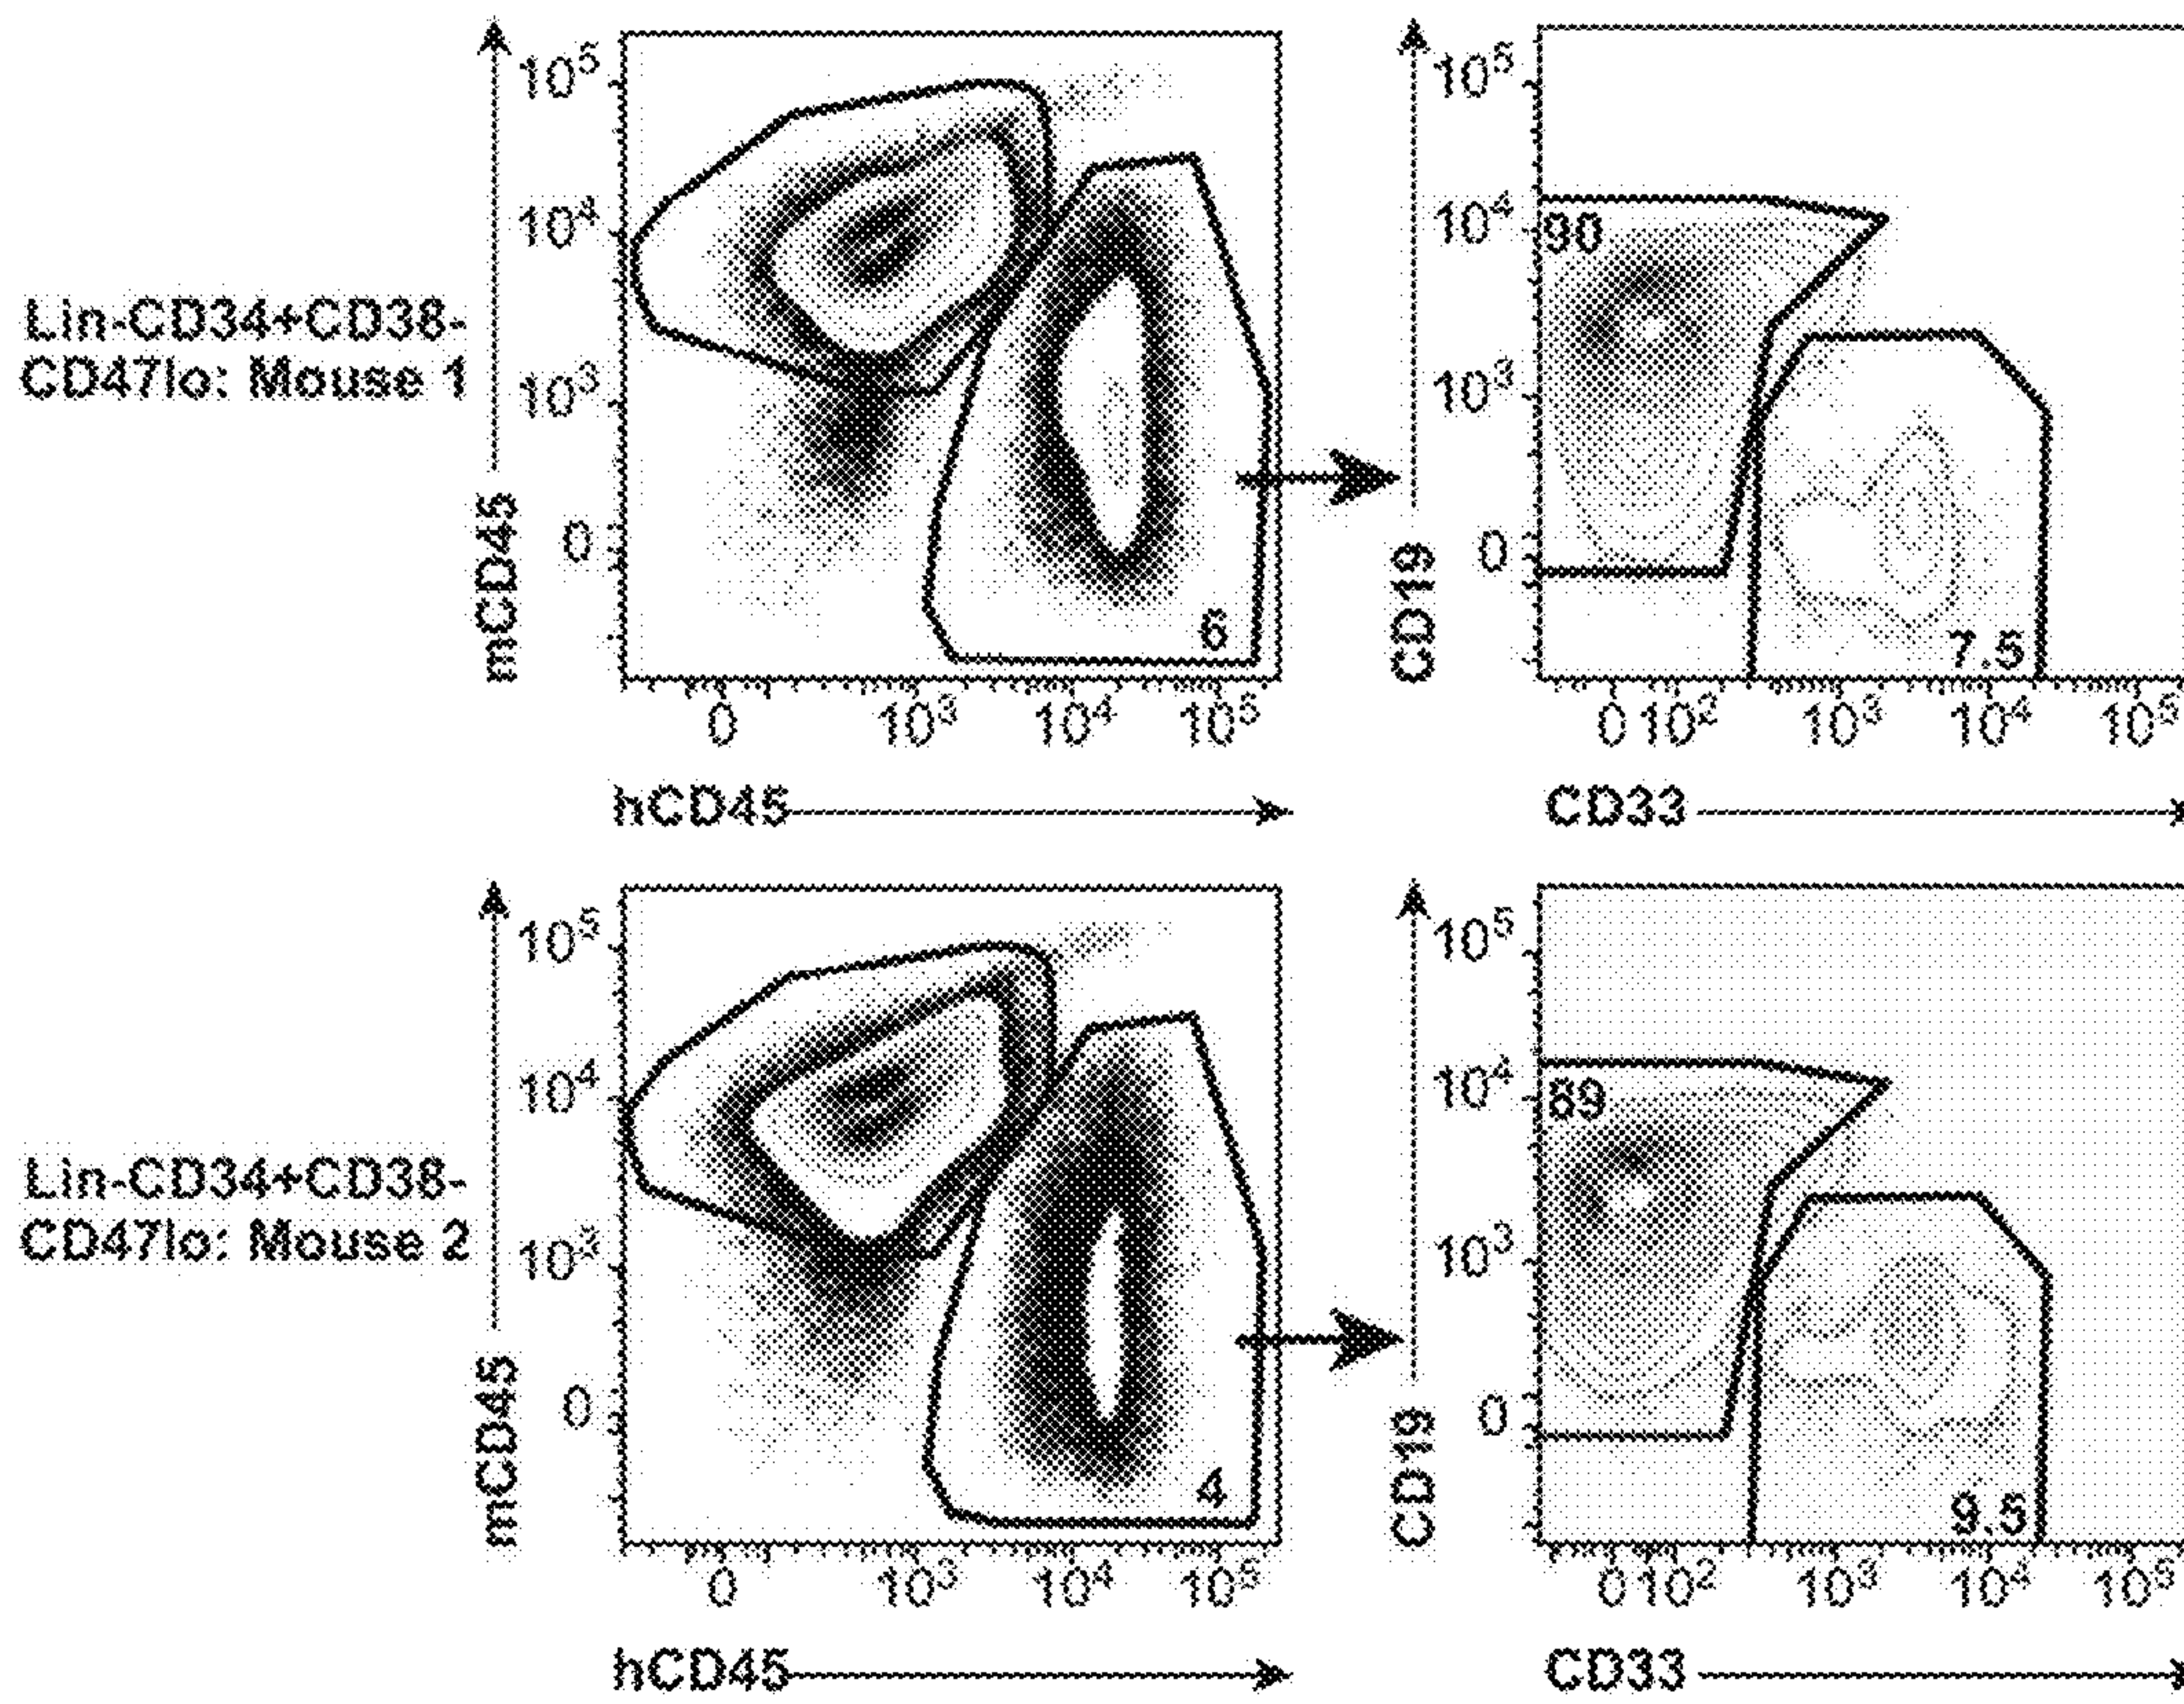 10⁵
10⁴
10³
0
mCD45
Lin-CD34+CD38-
CD47lo: Mouse 1
6
0 10³ 10⁴ 10⁵
hCD45
10⁵
10⁴
10³
0
CD19
90
7.5
0 10² 10³ 10⁴ 10⁵
CD33
10⁵
10⁴
10³
0
mCD45
Lin-CD34+CD38-
CD47lo: Mouse 2
4
0 10³ 10⁴ 10⁵
hCD45
10⁵
10⁴
10³
0
CD19
89
9.5
0 10² 10³ 10⁴ 10⁵
CD33